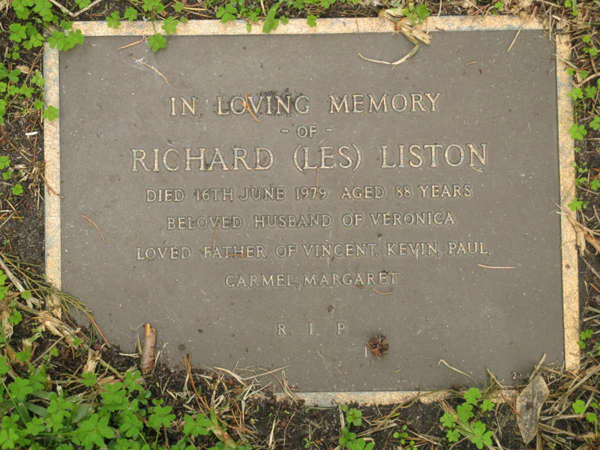 IN LOVING MEMORY
- OF -
RICHARD (LES) LISTON
DIED 16TH JUNE 1979 AGED 88 YEARS
BELOVED HUSBAND OF VERONICA
LOVED FATHER OF VINCENT, KEVIN, PAUL,
CARMEL, MARGARET
R. I. P.